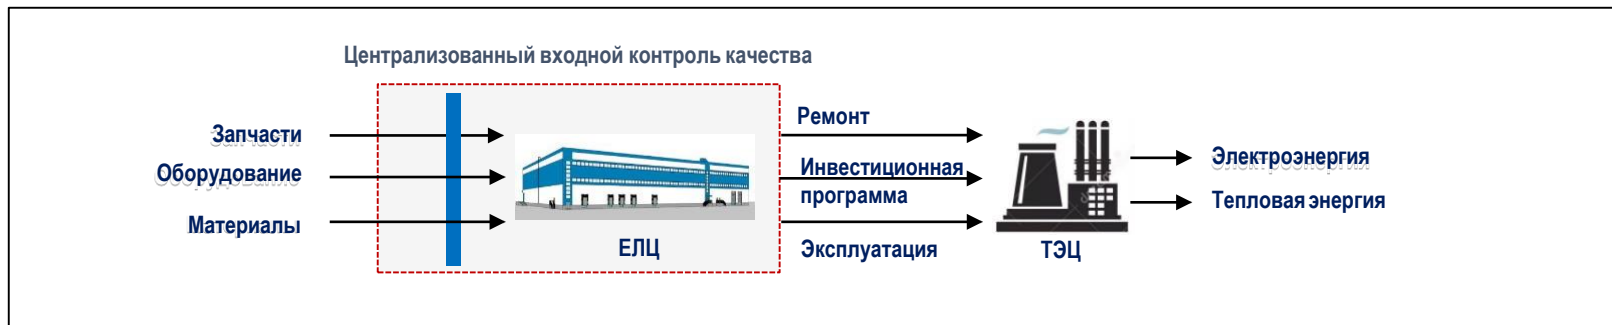 Централизованный входной контроль качества
Запчасти
Оборудование
Материалы
ЕЛЦ
Ремонт
Инвестиционная
программа
Эксплуатация
ТЭЦ
Электроэнергия
Тепловая энергия